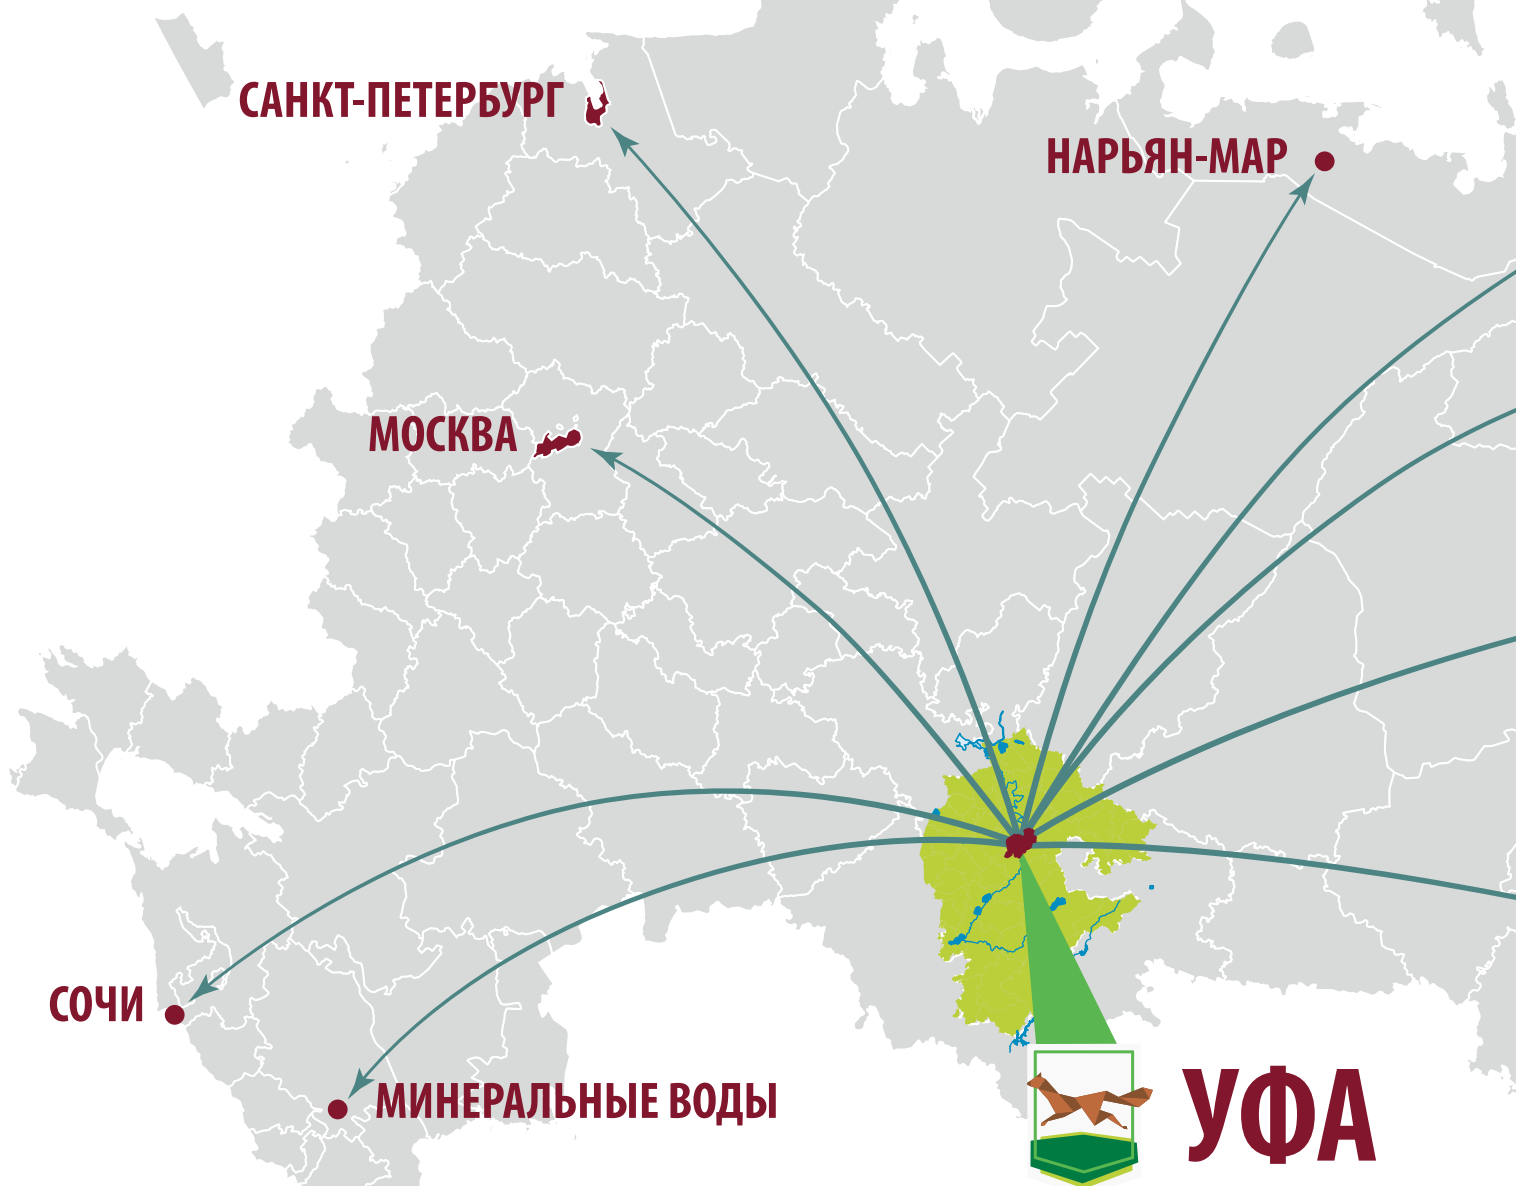 САНКТ-ПЕТЕРБУРГ
НАРЬЯН-МАР
МОСКВА
СОЧИ
МИНЕРАЛЬНЫЕ ВОДЫ
УФА